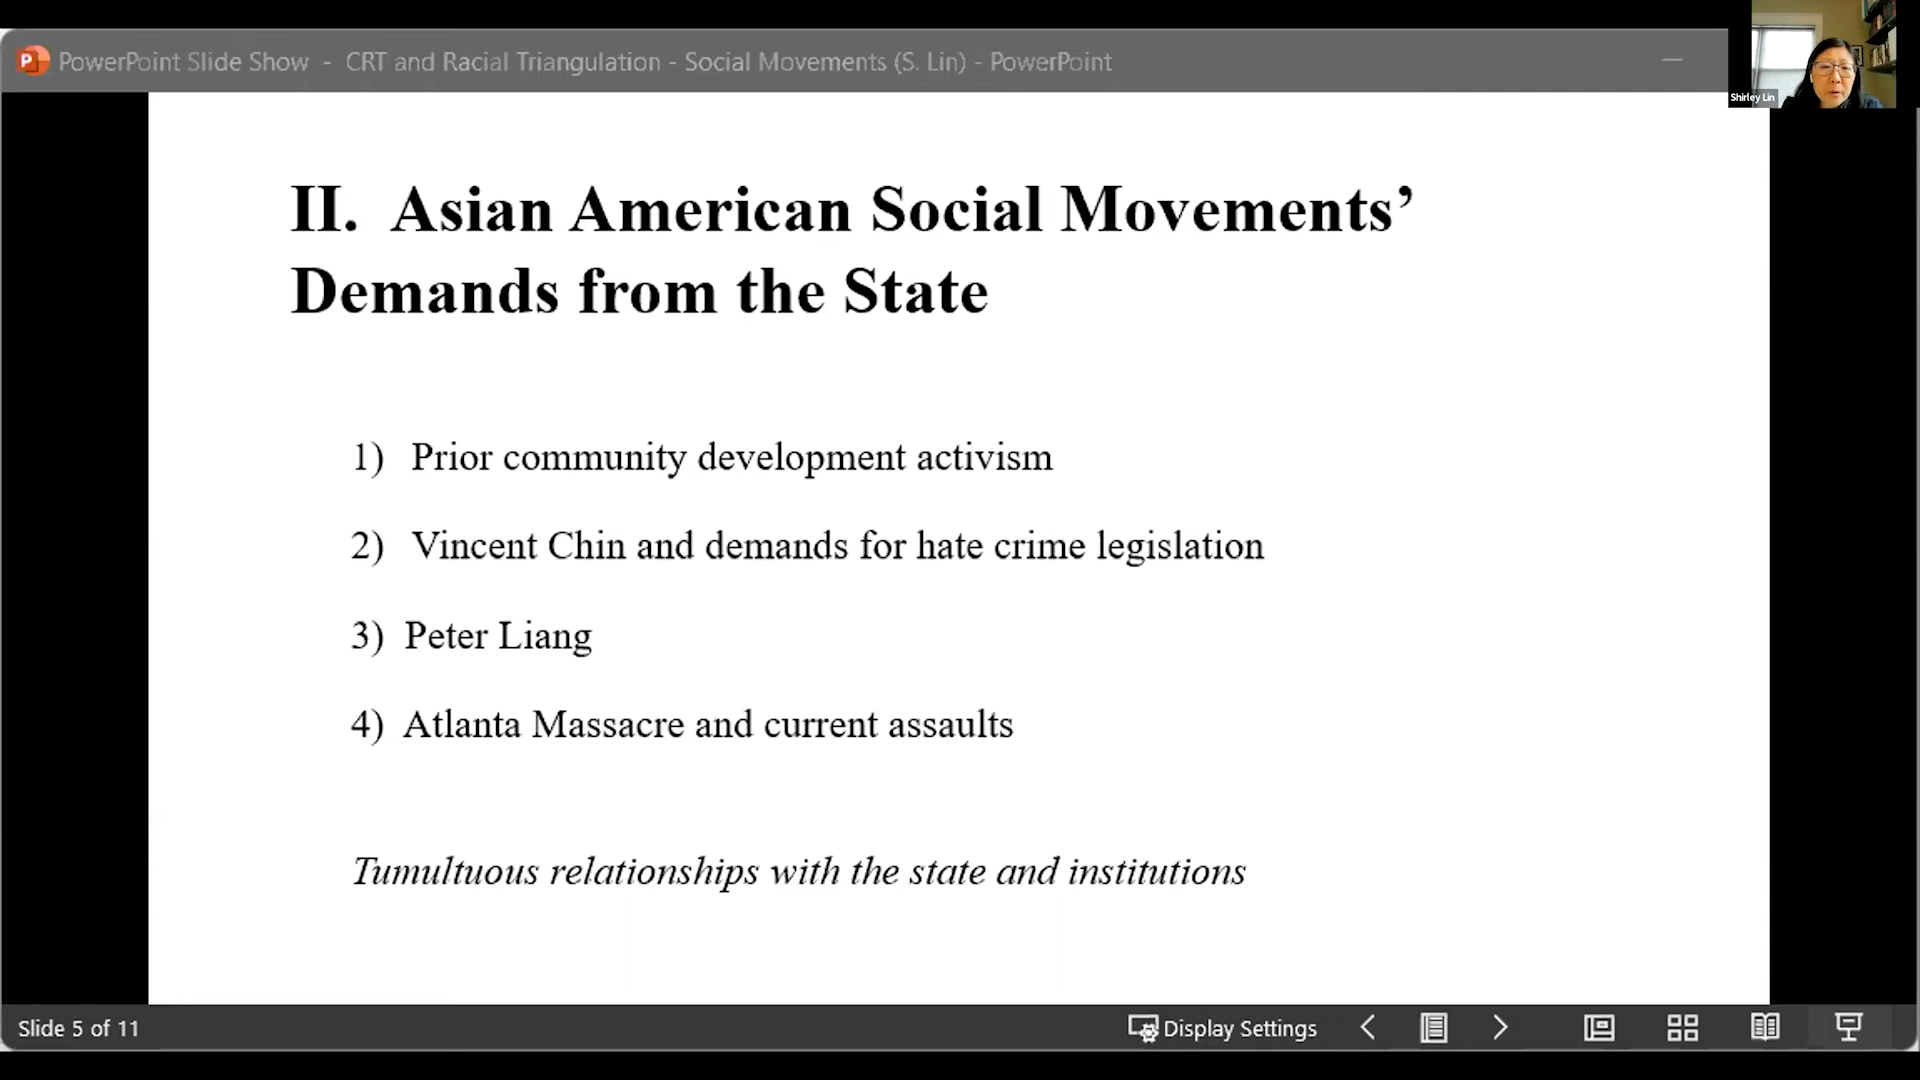 PowerPoint Slide Show - CRT and Racial Triangulation - Social Movements (S. Lin) - PowerPoint
Shirley Lin
II. Asian American Social Movements’
Demands from the State
1) Prior community development activism
2) Vincent Chin and demands for hate crime legislation
3) Peter Liang
4) Atlanta Massacre and current assaults
Tumultuous relationships with the state and institutions
Slide 5 of 11
Display Settings